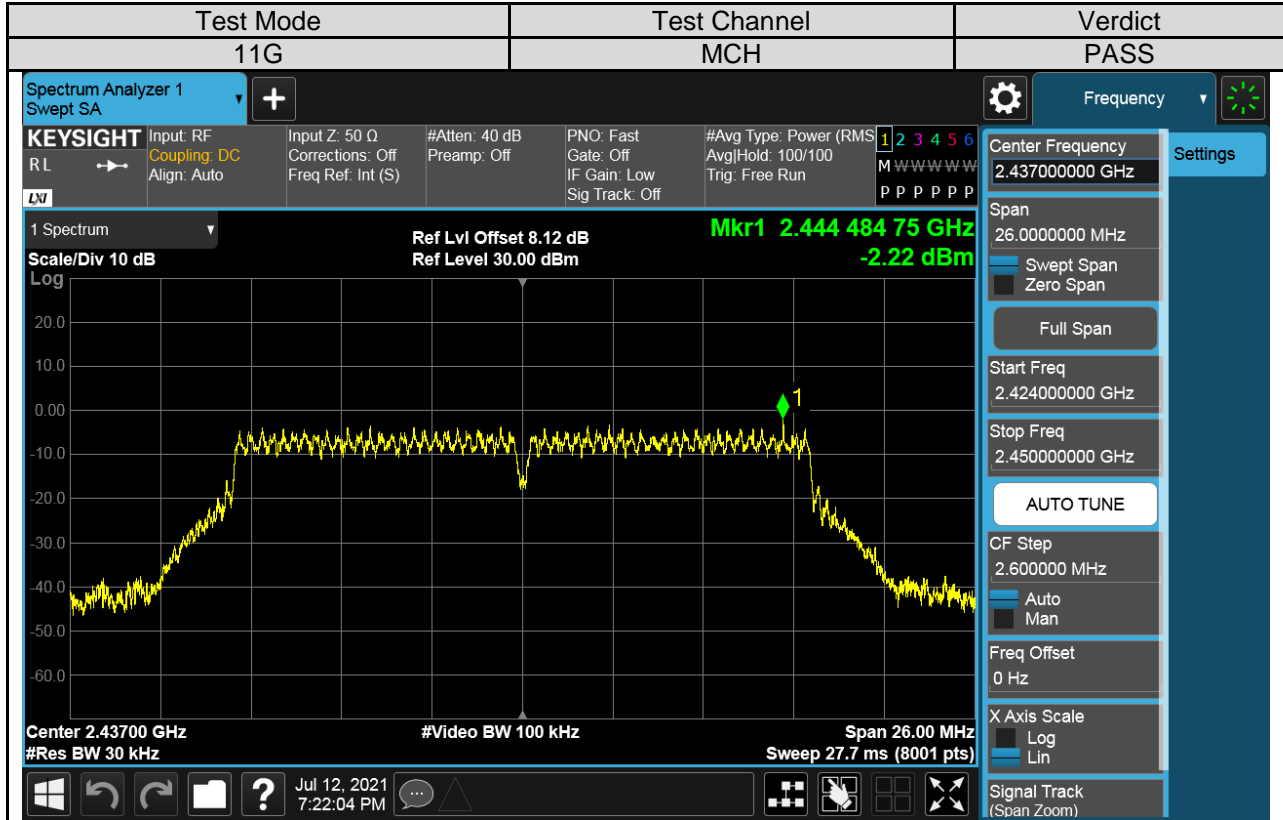 Test Mode Test Channel Verdict
11G MCH PASS
Spectrum Analyzer 1
Swept SA
+
Frequency
KEYSIGHT
R L
LXI
Input: RF
Coupling: DC
Align: Auto
Input Z: 50 Ω
Corrections: Off
Freq Ref: Int (S)
#Atten: 40 dB
Preamp: Off
PNO: Fast
Gate: Off
IF Gain: Low
Sig Track: Off
#Avg Type: Power (RMS
Avg|Hold: 100/100
Trig: Free Run
1 2 3 4 5 6
M W W W W W
P P P P P P
1 Spectrum
Scale/Div 10 dB
Log
Ref Lvl Offset 8.12 dB
Ref Level 30.00 dBm
Mkr1 2.444 484 75 GHz
-2.22 dBm
20.0
10.0
0.00
-10.0
-20.0
-30.0
-40.0
-50.0
-60.0
1
Center 2.43700 GHz
#Res BW 30 kHz
#Video BW 100 kHz
Span 26.00 MHz
Sweep 27.7 ms (8001 pts)
?
Jul 12, 2021
7:22:04 PM
Center Frequency
2.437000000 GHz
Settings
Span
26.0000000 MHz
Swept Span
Zero Span
Full Span
Start Freq
2.424000000 GHz
Stop Freq
2.450000000 GHz
AUTO TUNE
CF Step
2.600000 MHz
Auto
Man
Freq Offset
0 Hz
X Axis Scale
Log
Lin
Signal Track
(Span Zoom)